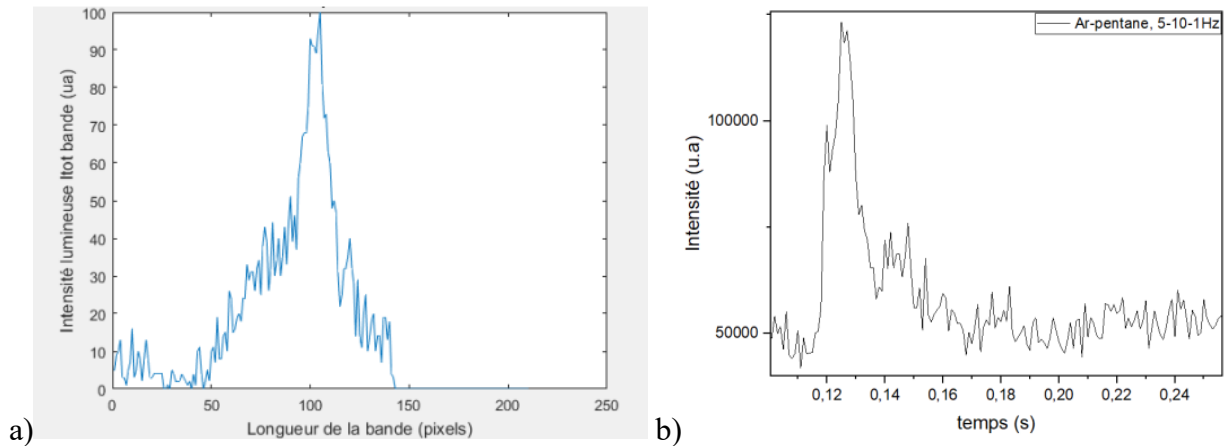 100
90
80
70
60
50
40
30
20
10
0
0 50 100 150 200 250
Intensité lumineuse Itot bande (ua)
Longueur de la bande (pixels)
a)
Ar-pentane, 5-10-1Hz
100000
50000
Intensité (u.a)
0,12 0,14 0,16 0,18 0,20 0,22 0,24
temps (s)
b)